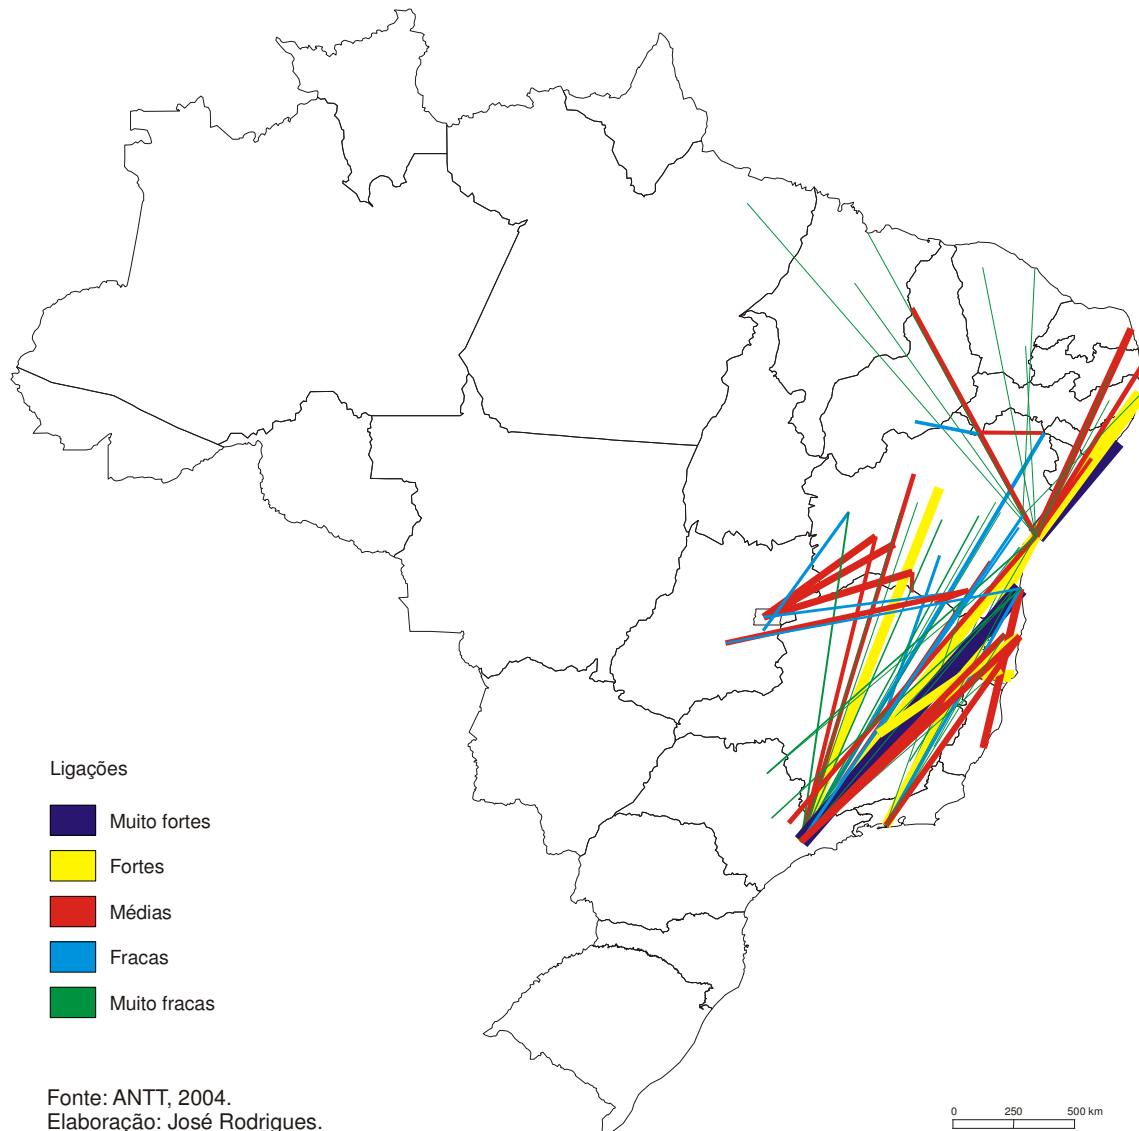 Ligações
Muito fortes
Fortes
Médias
Fracas
Muito fracas
Fonte: ANTT, 2004.
Elaboração: José Rodrigues.
0 250 500 km